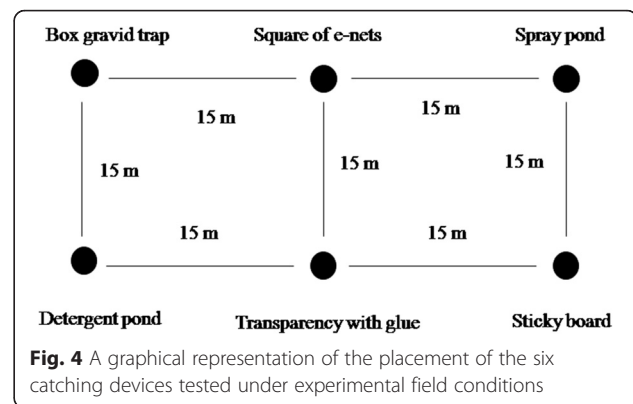 Box gravid trap
Square of e-nets
Spray pond
15 m
15 m
15 m
15 m
15 m
15 m
15 m
Detergent pond
Transparency with glue
Sticky board
Fig. 4 A graphical representation of the placement of the six
catching devices tested under experimental field conditions